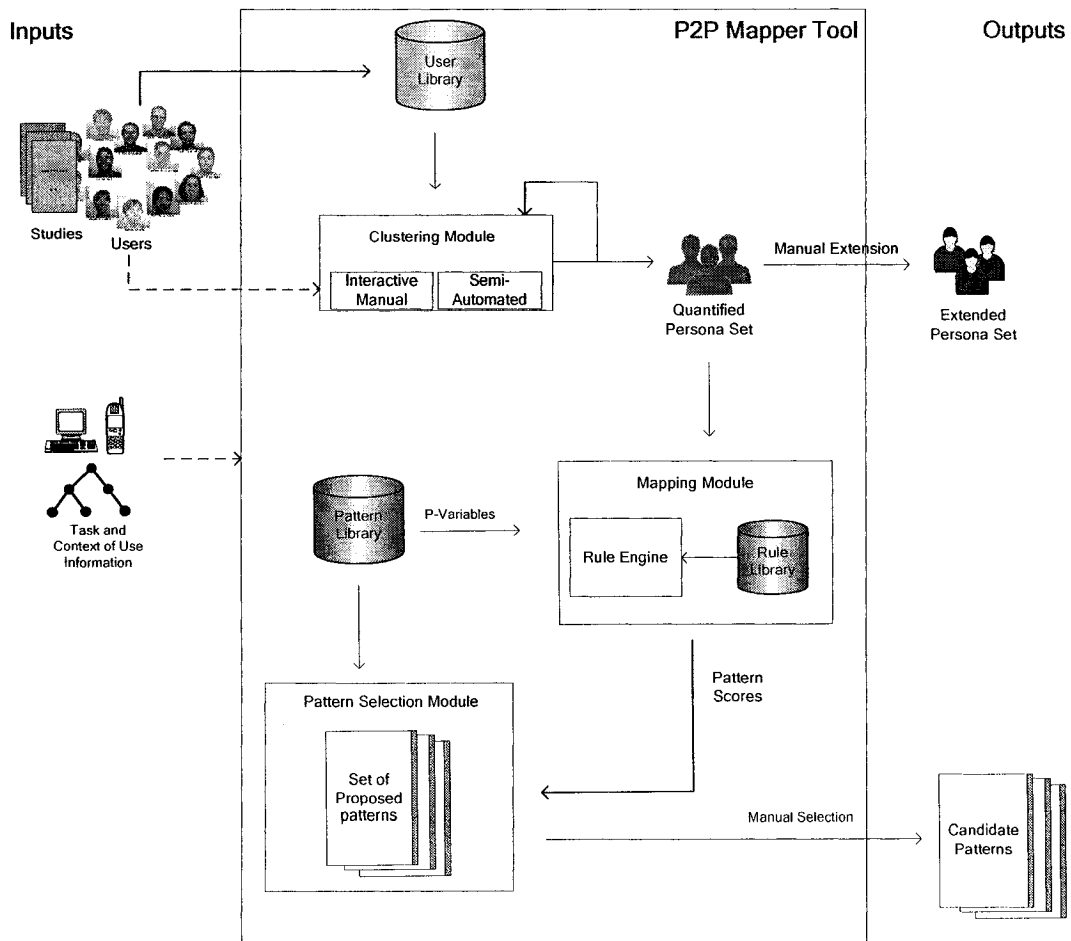 Inputs
P2P Mapper Tool
Outputs
User
Library
Studies
Users
Clustering Module
Interactive
Manual
Semi-
Automated
Quantified
Persona Set
Manual Extension
Extended
Persona Set
Task and
Context of Use
Information
Pattern
Library
P-Variables
Mapping Module
Rule Engine
Rule
Library
Pattern
Scores
Pattern Selection Module
Set of
Proposed
patterns
Manual Selection
Candidate
Patterns